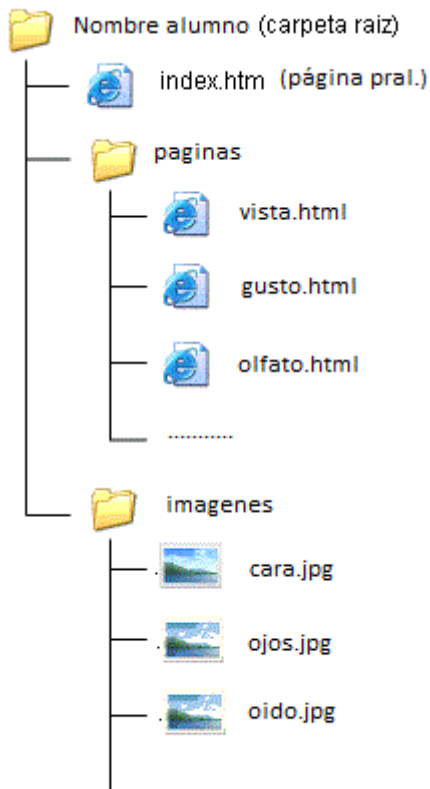 Nombre alumno (carpeta raiz)
index.htm (página pral.)
paginas
vista.html
gusto.html
olfato.html
...........
imagenes
cara.jpg
ojos.jpg
oido.jpg